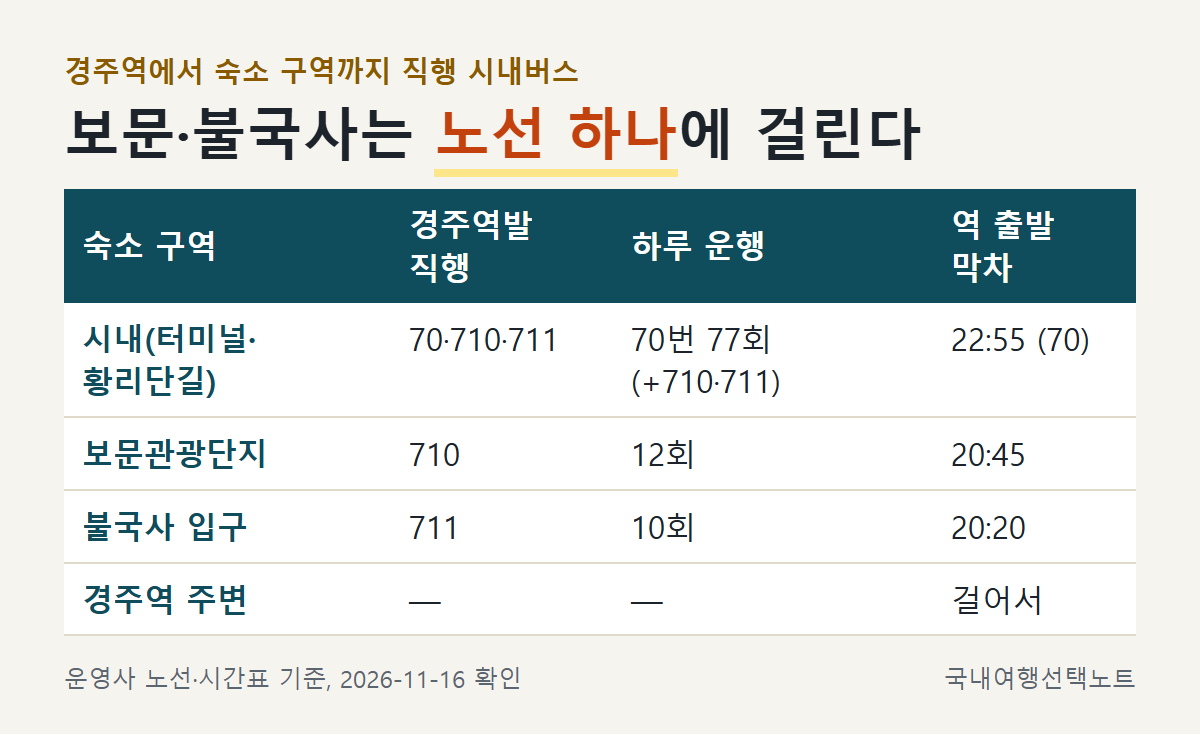 경주역에서 숙소 구역까지 직행 시내버스
보문·불국사는 노선 하나에 걸린다
숙소 구역
경주역발
직행
하루 운행
역 출발
막차
시내(터미널·
황리단길)
70·710·711
70번 77회
(+710·711)
22:55 (70)
보문관광단지
710
12회
20:45
불국사 입구
711
10회
20:20
경주역 주변
—
—
걸어서
운영사 노선·시간표 기준, 2026-11-16 확인
국내여행선택노트